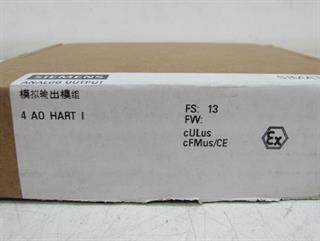 SIEMENS
ANALOG OUTPUT
模拟输出模组
4 AO HART I
FS: 13
FW:
cULus
cFMus/CE
Ex